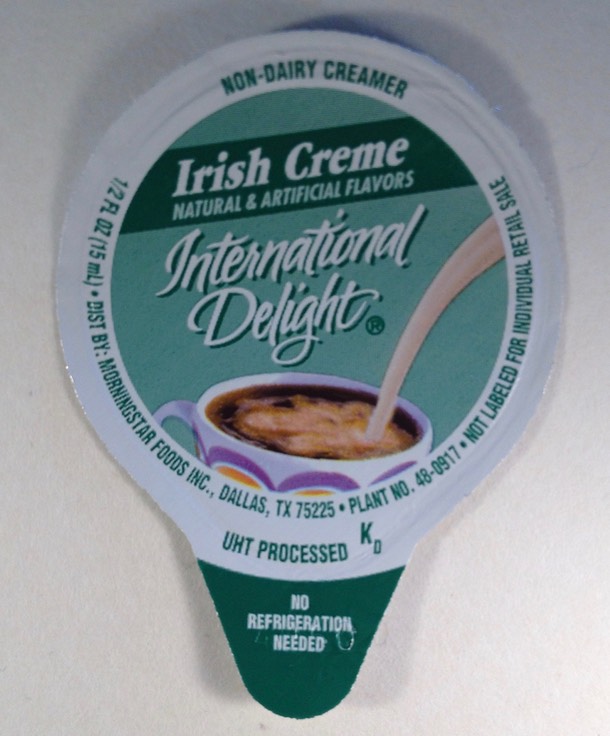 NON-DAIRY CREAMER
Irish Creme
NATURAL & ARTIFICIAL FLAVORS
International
Delight®
1/2 FL OZ (15 mL) • DIST BY: MORNINGSTAR FOODS INC., DALLAS, TX 75225 • PLANT NO. 48-0917 • NOT LABELED FOR INDIVIDUAL RETAIL SALE
UHT PROCESSED K D
NO
REFRIGERATION
NEEDED